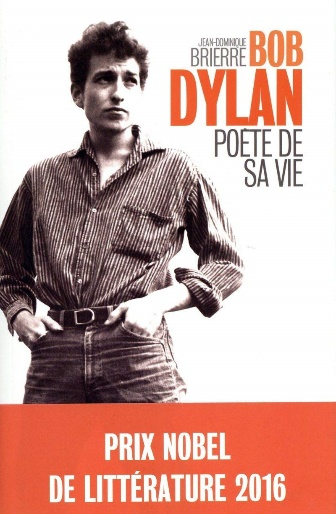 JEAN-DOMINIQUE
BRIERRE BOB
DYLAN
POÈTE DE
SA VIE
PRIX NOBEL
DE LITTÉRATURE 2016